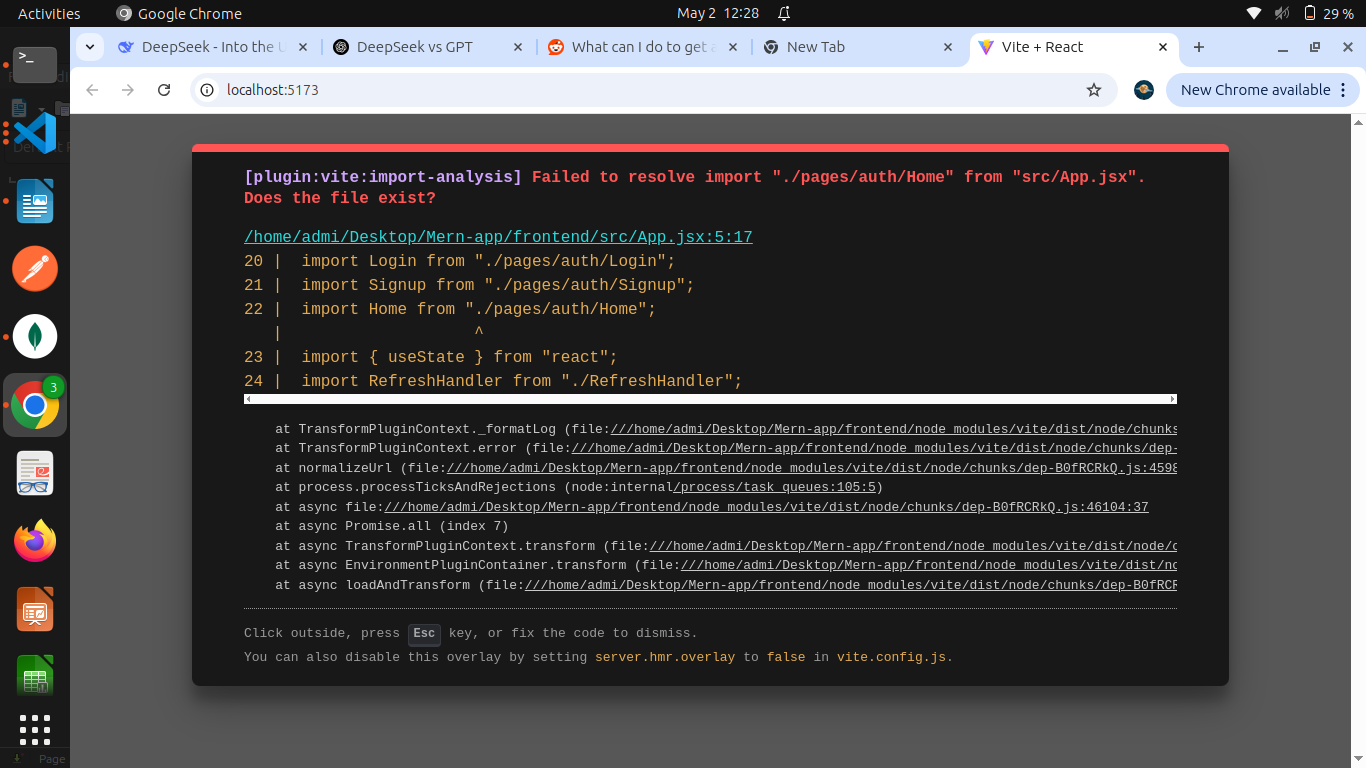 Activities
Google Chrome
May 2 12:28
29 %
DeepSeek - Into the U
DeepSeek vs GPT
What can I do to get a
New Tab
Vite + React
localhost:5173
New Chrome available
[plugin:vite:import-analysis] Failed to resolve import "./pages/auth/Home" from "src/App.jsx".
Does the file exist?
/home/admi/Desktop/Mern-app/frontend/src/App.jsx:5:17
20 | import Login from "./pages/auth/Login";
21 | import Signup from "./pages/auth/Signup";
22 | import Home from "./pages/auth/Home";
| ^
23 | import { useState } from "react";
24 | import RefreshHandler from "./RefreshHandler";
at TransformPluginContext._formatLog (file:///home/admi/Desktop/Mern-app/frontend/node_modules/vite/dist/node/chunks
at TransformPluginContext.error (file:///home/admi/Desktop/Mern-app/frontend/node_modules/vite/dist/node/chunks/dep-
at normalizeUrl (file:///home/admi/Desktop/Mern-app/frontend/node_modules/vite/dist/node/chunks/dep-B0fRCRkQ.js:4598
at process.processTicksAndRejections (node:internal/process/task_queues:105:5)
at async file:///home/admi/Desktop/Mern-app/frontend/node_modules/vite/dist/node/chunks/dep-B0fRCRkQ.js:46104:37
at async Promise.all (index 7)
at async TransformPluginContext.transform (file:///home/admi/Desktop/Mern-app/frontend/node_modules/vite/dist/node/c
at async EnvironmentPluginContainer.transform (file:///home/admi/Desktop/Mern-app/frontend/node_modules/vite/dist/no
at async loadAndTransform (file:///home/admi/Desktop/Mern-app/frontend/node_modules/vite/dist/node/chunks/dep-B0fRCR
Click outside, press Esc key, or fix the code to dismiss.
You can also disable this overlay by setting server.hmr.overlay to false in vite.config.js.
3
Page